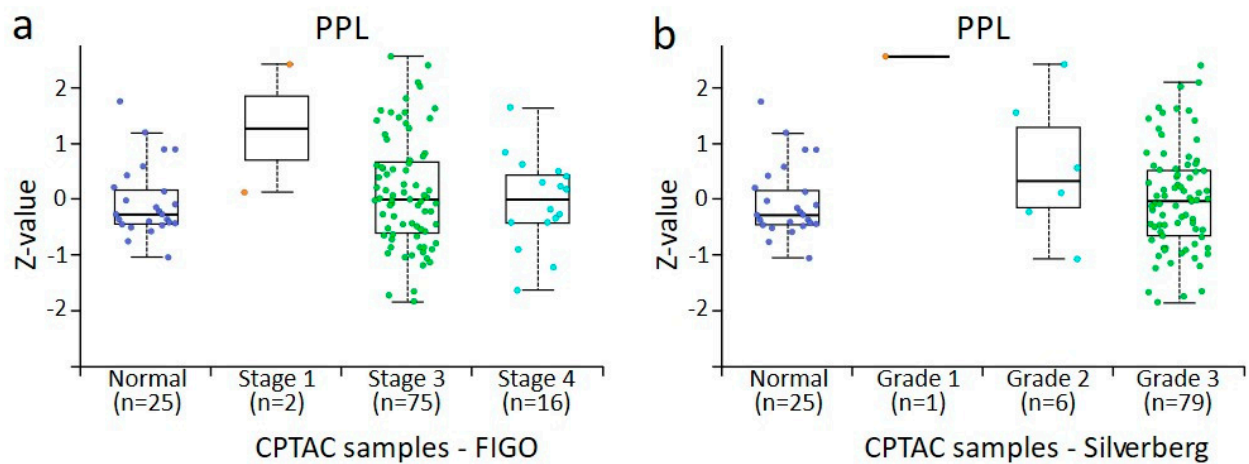 a
PPL
Z-value
2
1
0
-1
-2
Normal
(n=25)
Stage 1
(n=2)
Stage 3
(n=75)
Stage 4
(n=16)
CPTAC samples - FIGO
b
PPL
Z-value
2
1
0
-1
-2
Normal
(n=25)
Grade 1
(n=1)
Grade 2
(n=6)
Grade 3
(n=79)
CPTAC samples - Silverberg